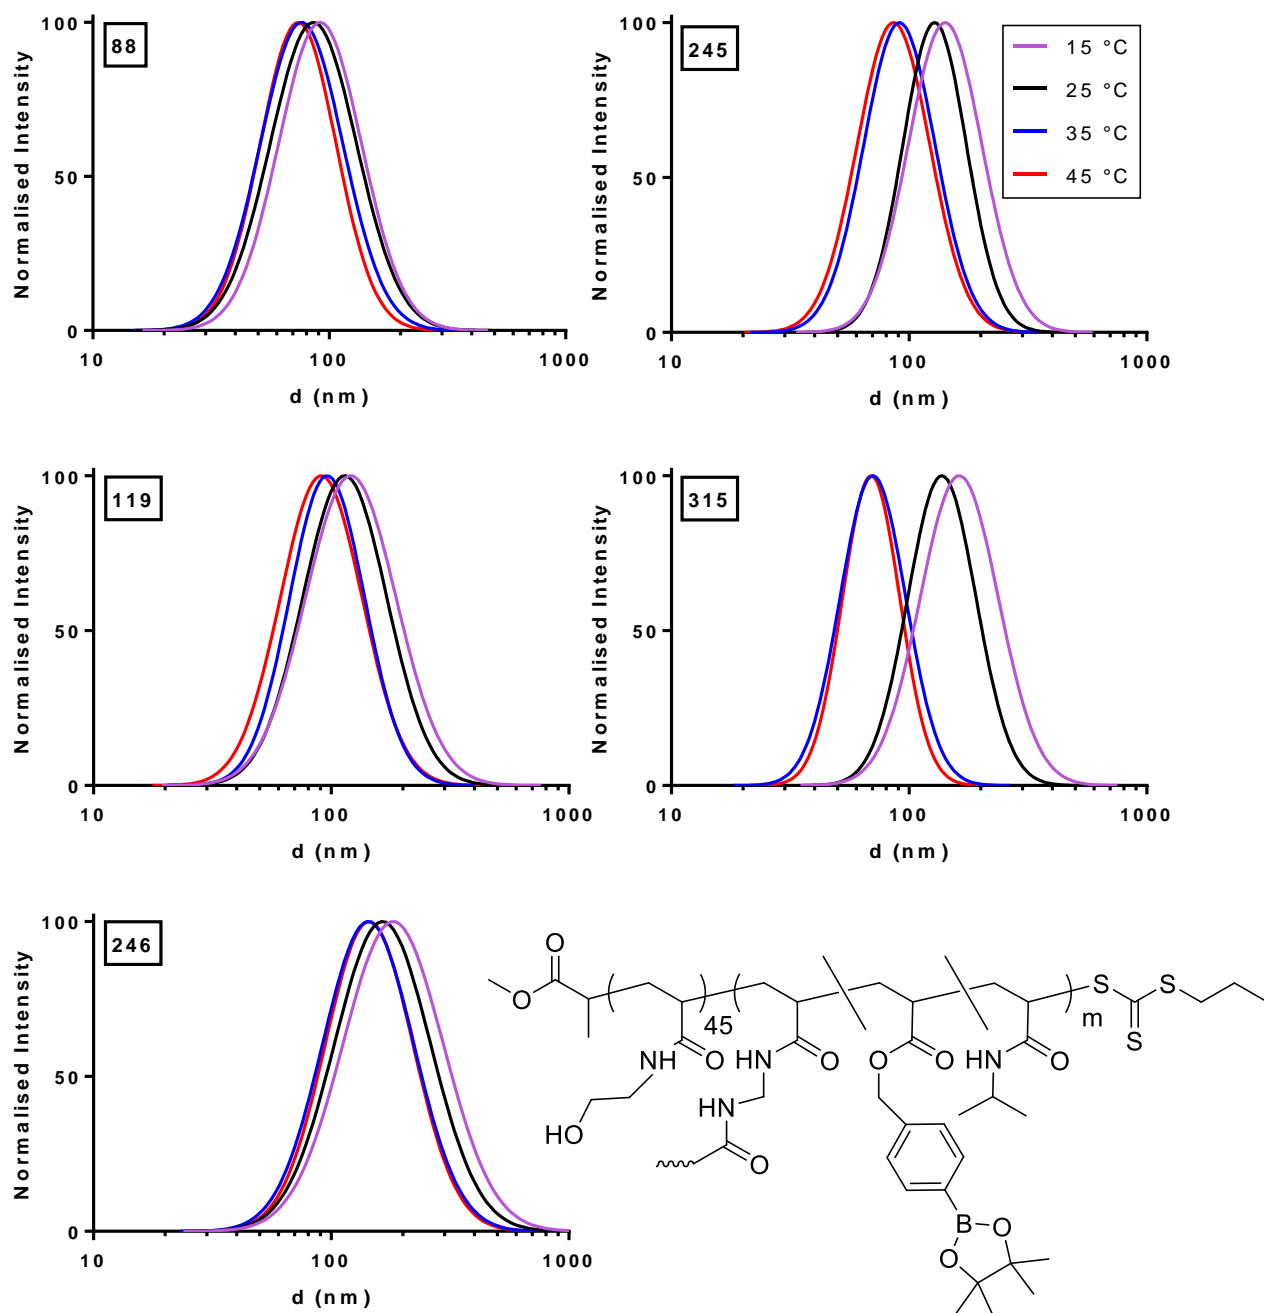 88
Normalised Intensity
100
50
0
10
100
1000
d (nm)
245
Normalised Intensity
100
50
0
10
100
1000
d (nm)
15 °C
25 °C
35 °C
45 °C
119
Normalised Intensity
100
50
0
10
100
1000
d (nm)
315
Normalised Intensity
100
50
0
10
100
1000
d (nm)
246
Normalised Intensity
100
50
0
10
100
1000
d (nm)
O
O
45
NH
O
HO
NH
O
HN
O
O
O
HN
O
m
S
S
S
B
O
O